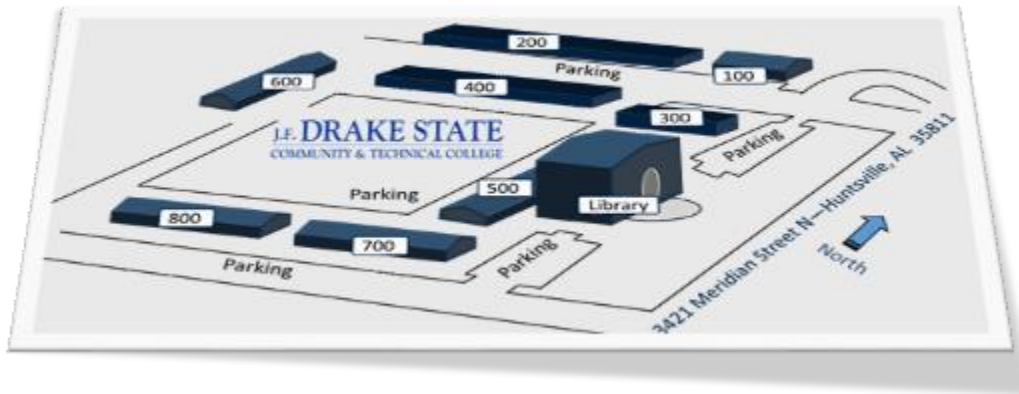 200
Parking
100
600
400
300
J.F. DRAKE STATE
COMMUNITY & TECHNICAL COLLEGE
Parking
Parking
500
Library
800
700
Parking
Parking
North
3421 Meridian Street N—Huntsville, AL 35811